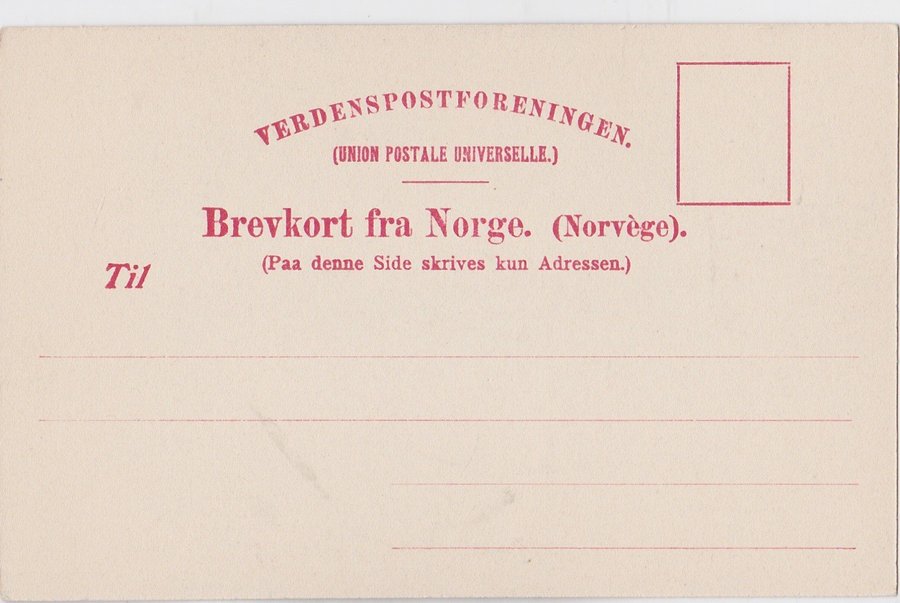 VERDENSPOSTFORENINGEN.
(UNION POSTALE UNIVERSELLE.)
Brevkort fra Norge. (Norvège).
(Paa denne Side skrives kun Adressen.)
Til